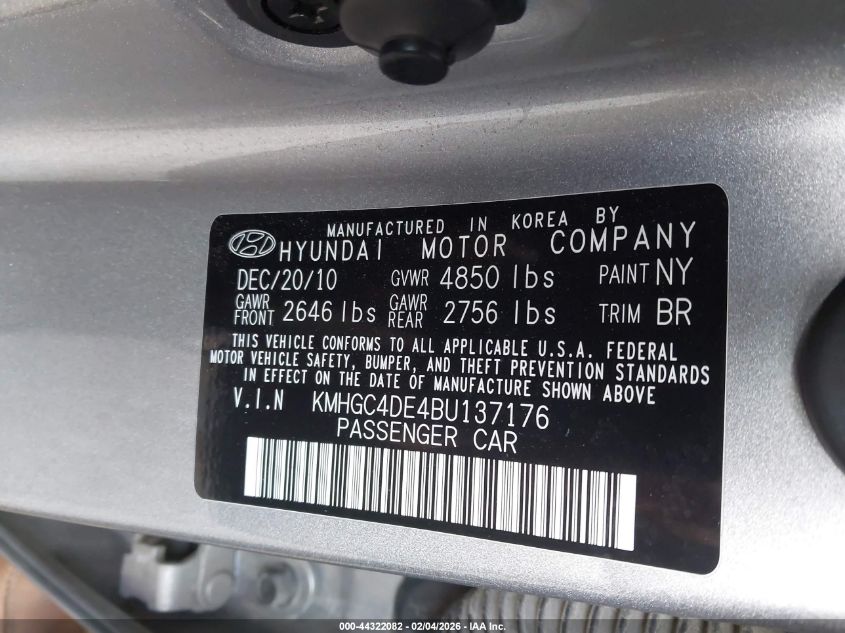 MANUFACTURED IN KOREA BY
HYUNDAI MOTOR COMPANY
DEC/20/10 GVWR 4850 lbs PAINT NY
GAWR FRONT 2646 lbs GAWR REAR 2756 lbs TRIM BR
THIS VEHICLE CONFORMS TO ALL APPLICABLE U.S.A. FEDERAL
MOTOR VEHICLE SAFETY, BUMPER, AND THEFT PREVENTION STANDARDS
IN EFFECT ON THE DATE OF MANUFACTURE SHOWN ABOVE
V.I.N KMHGC4DE4BU137176
PASSENGER CAR
000-44322082 - 02/04/2026 - IAAI.com